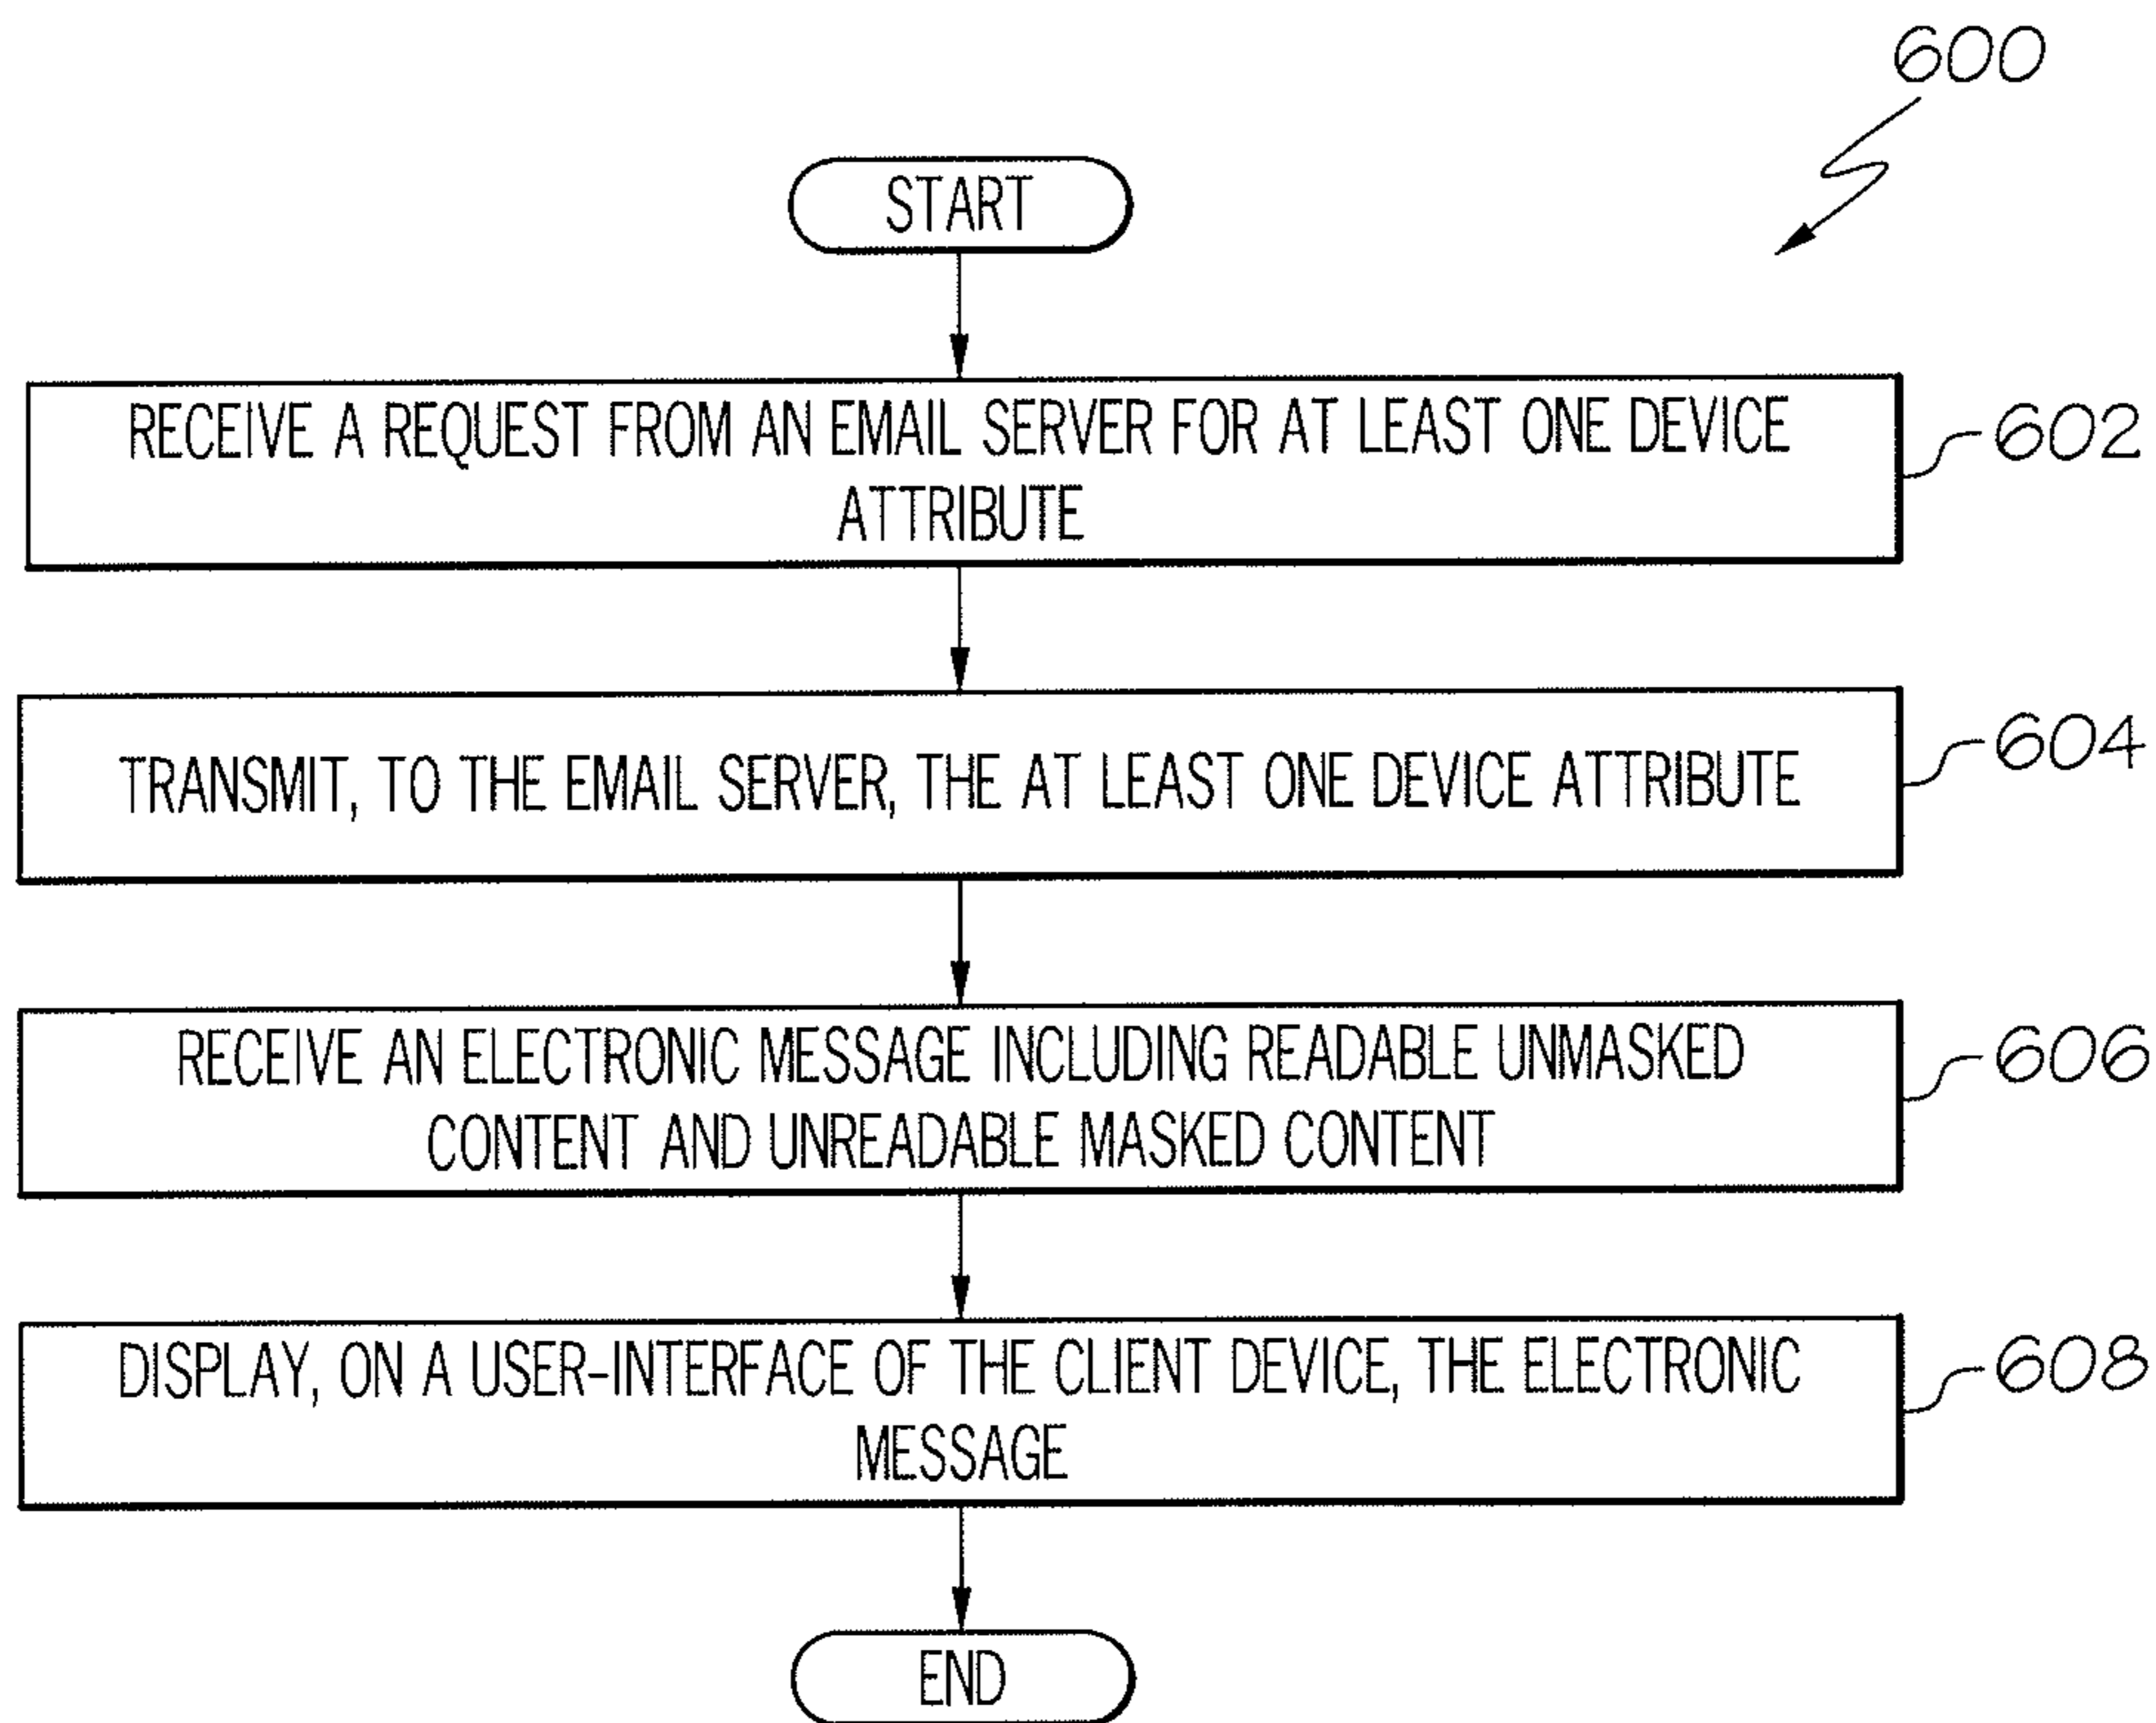 600
START
RECEIVE A REQUEST FROM AN EMAIL SERVER FOR AT LEAST ONE DEVICE
ATTRIBUTE
602
TRANSMIT, TO THE EMAIL SERVER, THE AT LEAST ONE DEVICE ATTRIBUTE
604
RECEIVE AN ELECTRONIC MESSAGE INCLUDING READABLE UNMASKED
CONTENT AND UNREADABLE MASKED CONTENT
606
DISPLAY, ON A USER-INTERFACE OF THE CLIENT DEVICE, THE ELECTRONIC
MESSAGE
608
END